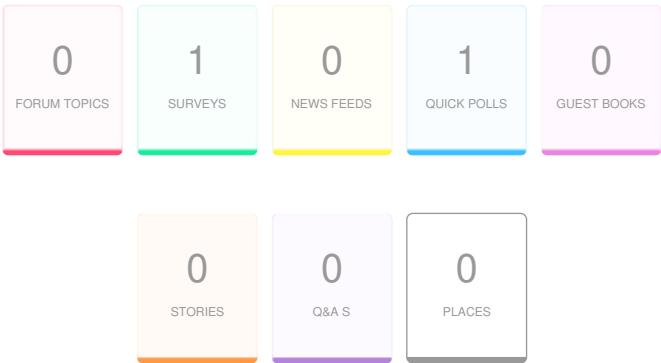 0 1 0 1 0
FORUM TOPICS SURVEYS NEWS FEEDS QUICK POLLS GUEST BOOKS
0 0 0
STORIES Q&A S PLACES